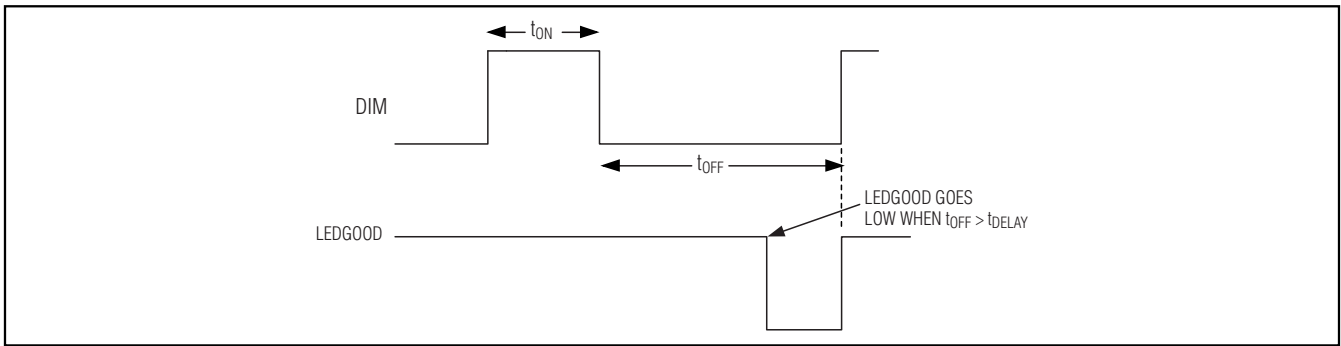 tON
DIM
tOFF
LEDGOOD GOES
LOW WHEN tOFF > tDELAY
LEDGOOD